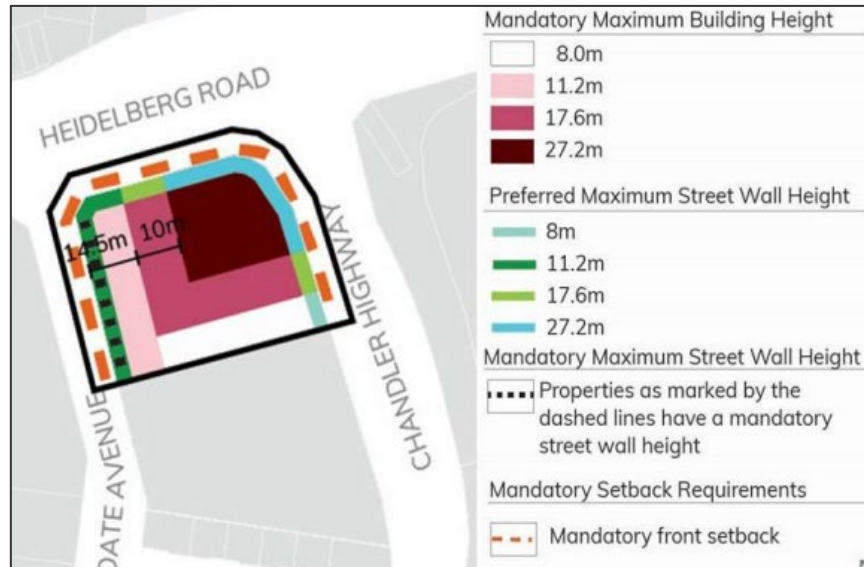 HEIDELBERG ROAD
14.5m
10m
CHANDLER HIGHWAY
DATE AVENUE
Mandatory Maximum Building Height
8.0m
11.2m
17.6m
27.2m
Preferred Maximum Street Wall Height
8m
11.2m
17.6m
27.2m
Mandatory Maximum Street Wall Height
Properties as marked by the
dashed lines have a mandatory
street wall height
Mandatory Setback Requirements
Mandatory front setback